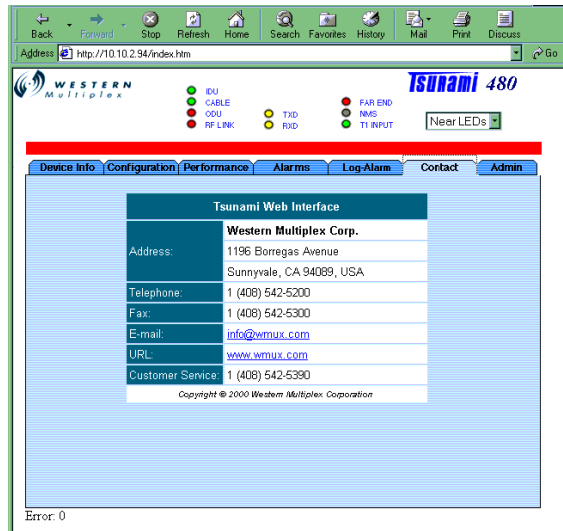 Back Forward Stop Refresh Home Search Favorites History Mail Print Discuss
Address http://10.10.2.94/index.htm Go
WESTERN
Multiplex
IDU
CABLE
ODU
RF LINK
TXD
RXD
FAR END
NMS
T1 INPUT
TSUNAMI 480
Near LEDs
Device Info Configuration Performance Alarms Log-Alarm Contact Admin
Tsunami Web Interface
Address:
Western Multiplex Corp.
1196 Borregas Avenue
Sunnyvale, CA 94089, USA
Telephone: 1 (408) 542-5200
Fax: 1 (408) 542-5300
E-mail: info@wmux.com
URL: www.wmux.com
Customer Service: 1 (408) 542-5390
Copyright © 2000 Western Multiplex Corporation
Error: 0